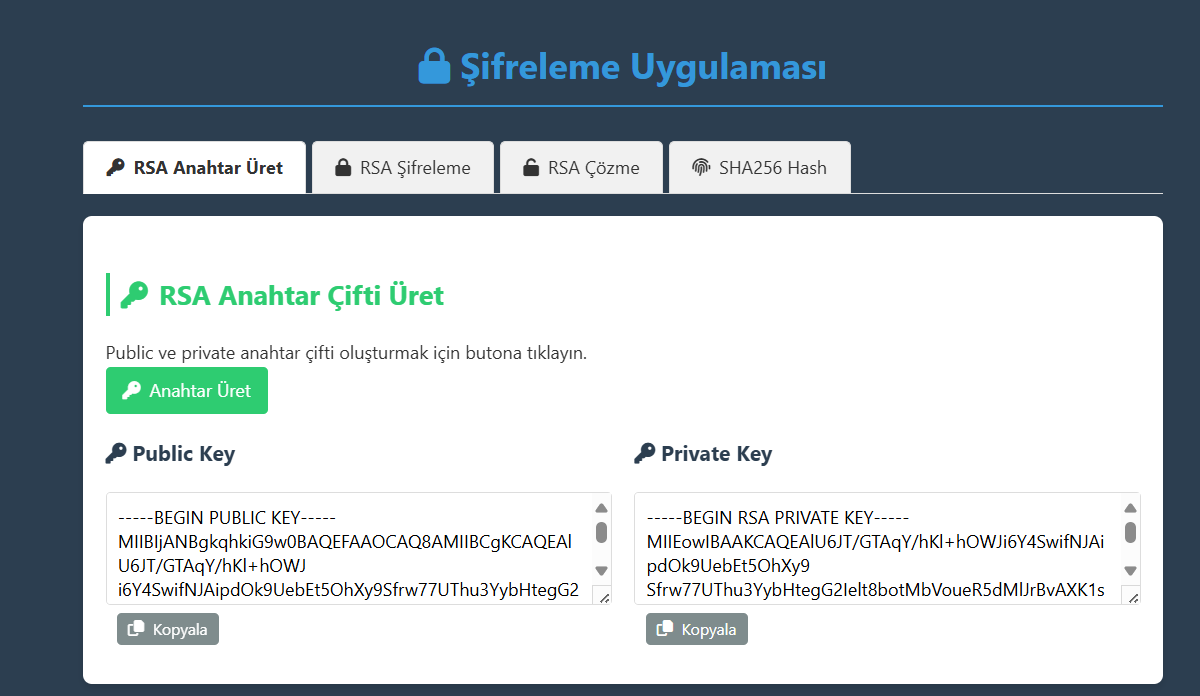 Şifreleme Uygulaması
RSA Anahtar Üret
RSA Şifreleme
RSA Çözme
SHA256 Hash
RSA Anahtar Çifti Üret
Public ve private anahtar çifti oluşturmak için butona tıklayın.
Anahtar Üret
Public Key
-----BEGIN PUBLIC KEY-----
MIIBIjANBgkqhkiG9w0BAQEFAAOCAQ8AMIIBCgKCAQEAl
U6JT/GTAqY/hKl+hOWJ
i6Y4SwifNJAipdOk9UebEt5OhXy9Sfrw77UThu3YybHtegG2
Kopyala
Private Key
-----BEGIN RSA PRIVATE KEY-----
MIIEowIBAAKCAQEAlU6JT/GTAqY/hKl+hOWJi6Y4SwifNJAi
pdOk9UebEt5OhXy9
Sfrw77UThu3YybHtegG2Ielt8botMbVoueR5dMlJrBvAXK1s
Kopyala